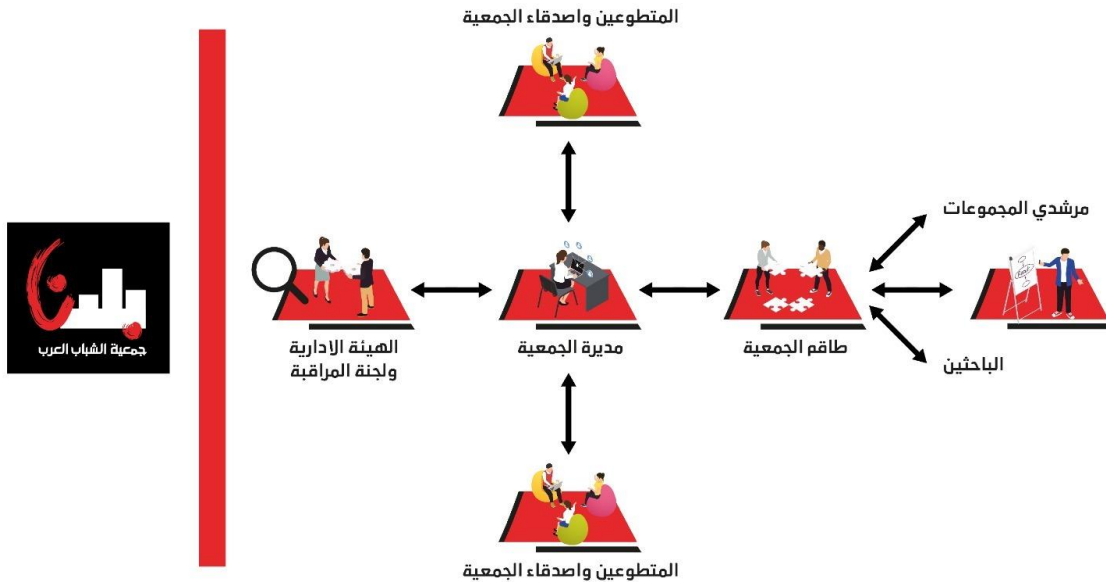 المتطوعين واصدقاء الجمعية
مرشدي المجموعات
جمعية الشباب العرب
الهيئة الادارية
ولجنة المراقبة
مديرة الجمعية
طاقم الجمعية
الباحثين
المتطوعين واصدقاء الجمعية